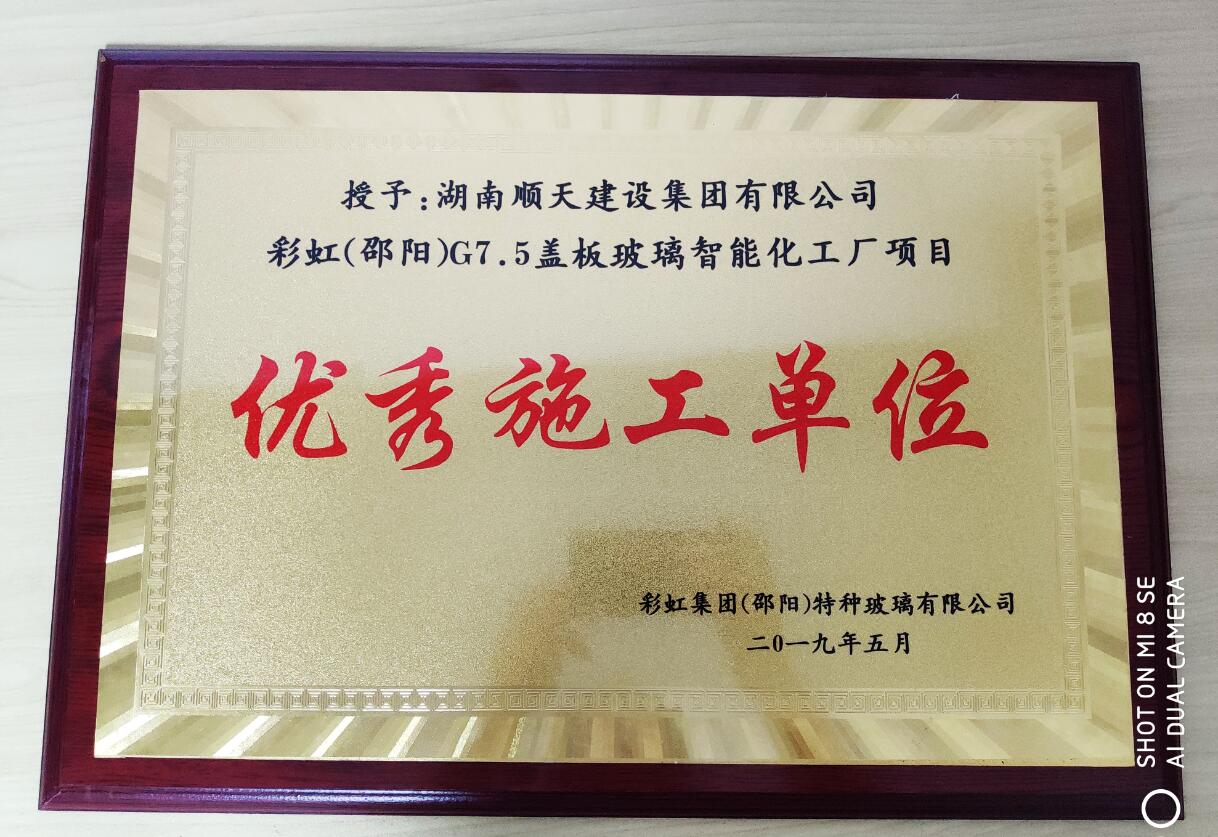 授予:湖南顺天建设集团有限公司
彩虹(邵阳)G7.5盖板玻璃智能化工厂项目
优秀施工单位
彩虹集团(邵阳)特种玻璃有限公司
二0一九年五月
SHOT ON MI 8 SE
AI DUAL CAMERA